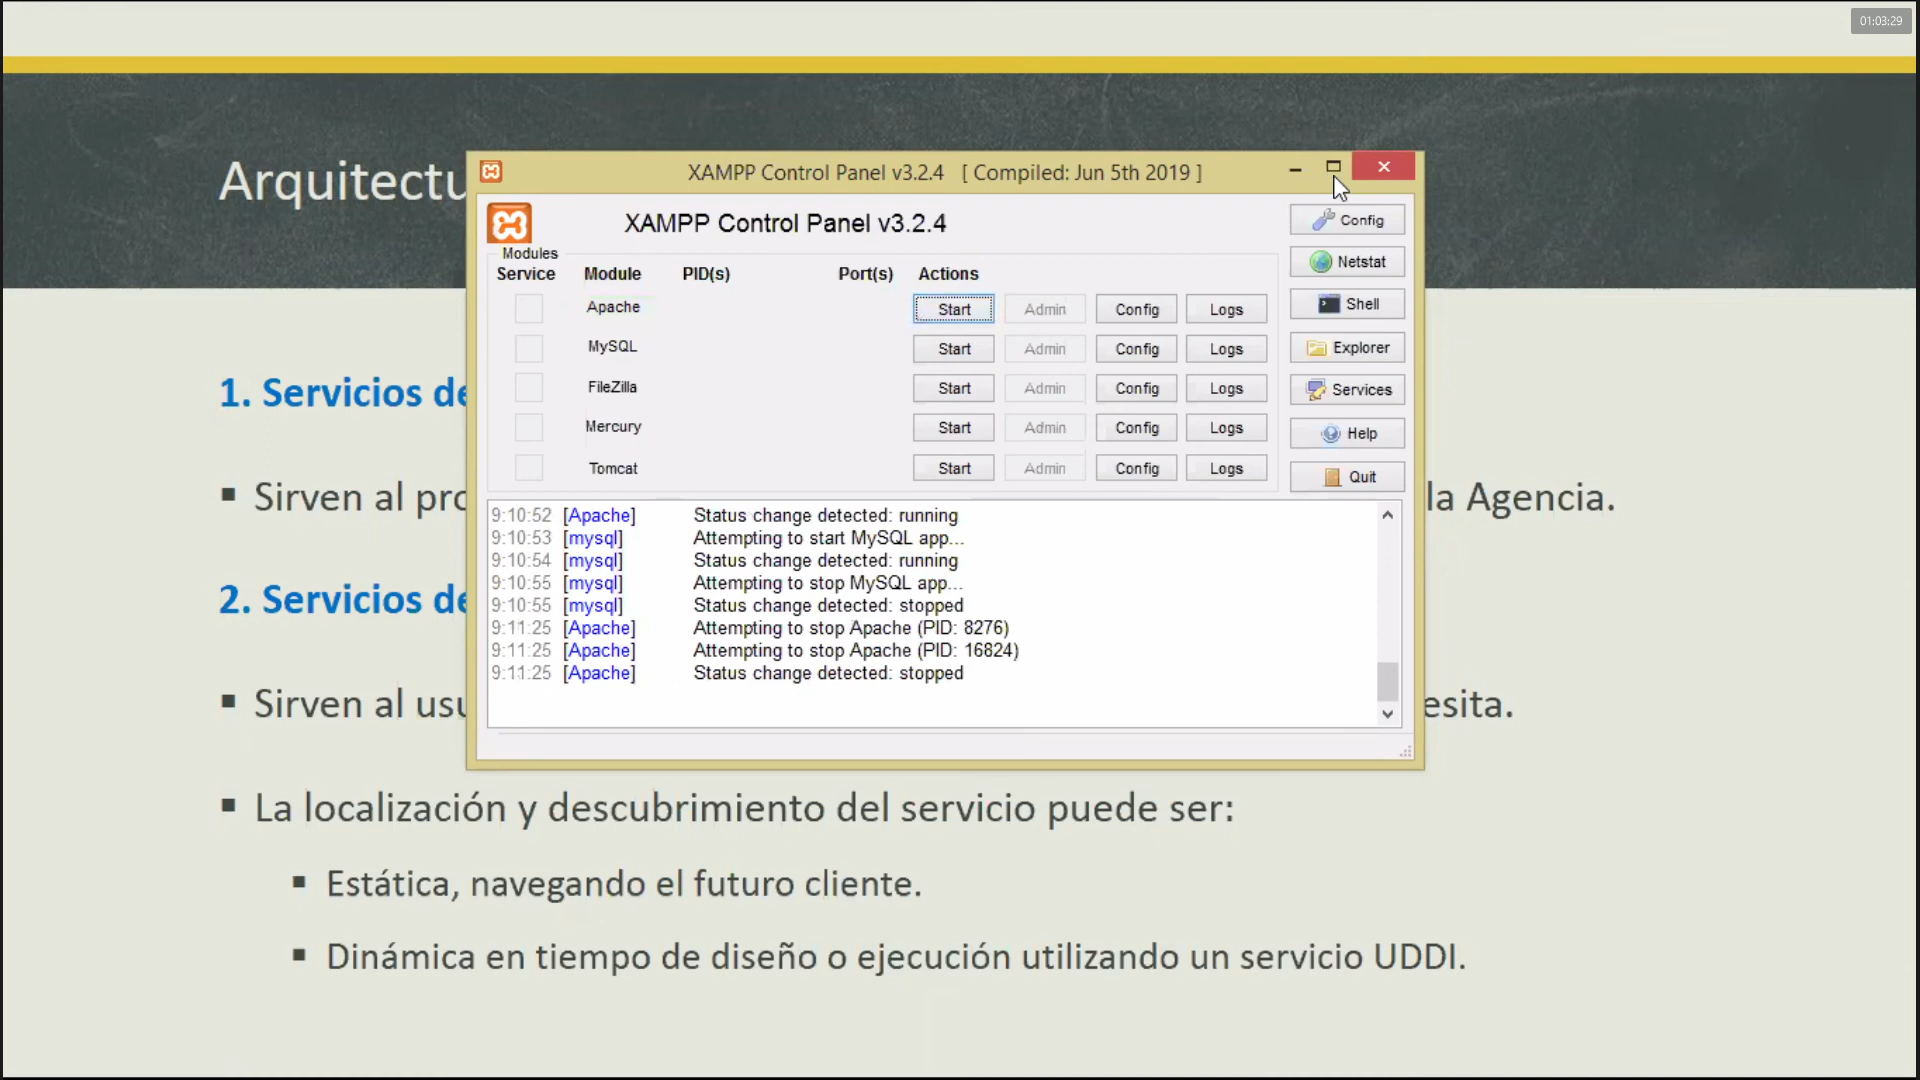 01:03:29
Arquitectu
XAMPP Control Panel v3.2.4 [ Compiled: Jun 5th 2019 ]
XAMPP Control Panel v3.2.4
Config
Modules
Service Module PID(s) Port(s) Actions
Netstat
Apache Start Admin Config Logs
Shell
MySQL Start Admin Config Logs
Explorer
FileZilla Start Admin Config Logs
Services
Mercury Start Admin Config Logs
Help
Tomcat Start Admin Config Logs
Quit
9:10:52 [Apache] Status change detected: running
9:10:53 [mysql] Attempting to start MySQL app...
9:10:54 [mysql] Status change detected: running
9:10:55 [mysql] Attempting to stop MySQL app...
9:10:55 [mysql] Status change detected: stopped
9:11:25 [Apache] Attempting to stop Apache (PID: 8276)
9:11:25 [Apache] Attempting to stop Apache (PID: 16824)
9:11:25 [Apache] Status change detected: stopped
1. Servicios de
▪ Sirven al pro la Agencia.
2. Servicios de
▪ Sirven al usu esita.
▪ La localización y descubrimiento del servicio puede ser:
▪ Estática, navegando el futuro cliente.
▪ Dinámica en tiempo de diseño o ejecución utilizando un servicio UDDI.